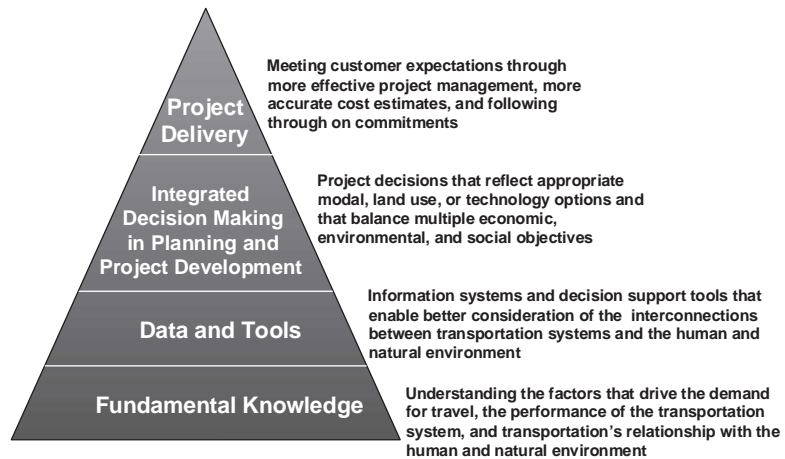 Project
Delivery
Meeting customer expectations through
more effective project management, more
accurate cost estimates, and following
through on commitments
Integrated
Decision Making
in Planning and
Project Development
Project decisions that reflect appropriate
modal, land use, or technology options and
that balance multiple economic,
environmental, and social objectives
Data and Tools
Information systems and decision support tools that
enable better consideration of the interconnections
between transportation systems and the human and
natural environment
Fundamental Knowledge
Understanding the factors that drive the demand
for travel, the performance of the transportation
system, and transportation's relationship with the
human and natural environment